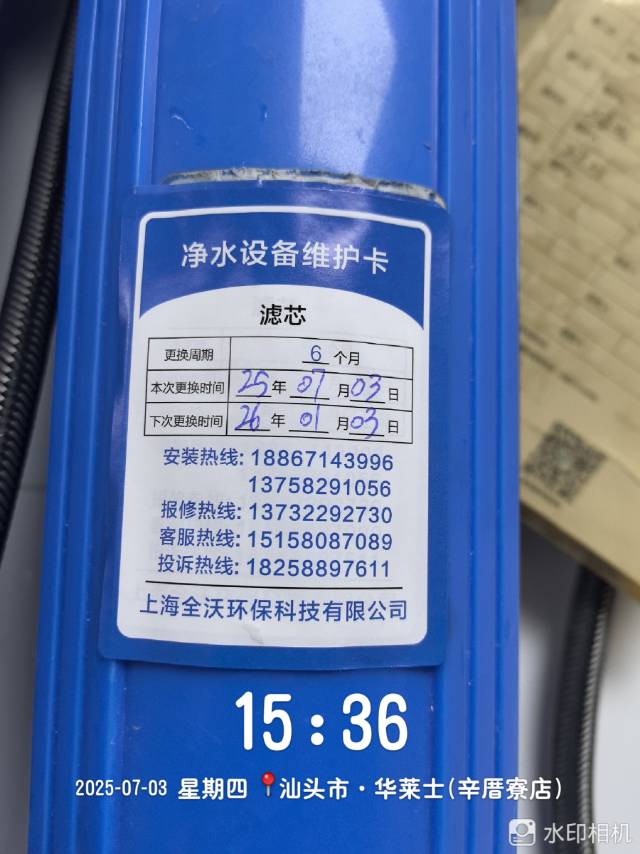 净水设备维护卡
滤芯
更换周期 6 个月
本次更换时间 25年 07 月 03 日
下次更换时间 26 年 01 月 03 日
安装热线: 18867143996
13758291056
报修热线: 13732292730
客服热线: 15158087089
投诉热线: 18258897611
上海全沃环保科技有限公司
15:36
2025-07-03 星期四 汕头市·华莱士(辛厝寮店)
水印相机